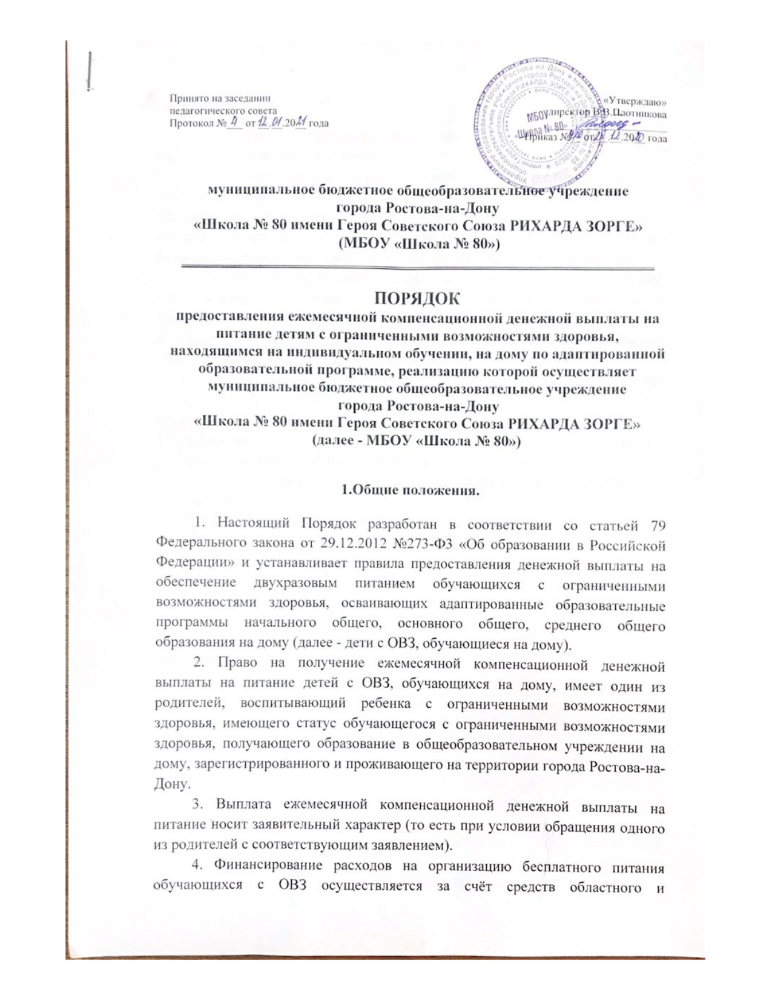 Принято на заседании
педагогического совета
Протокол № 4 от 12.01.2021 года
«Утверждаю»
директор В.В.Плотникова
Приказ № от .12.2020 года
МБОУ
«Школа № 80»
муниципальное бюджетное общеобразовательное учреждение
города Ростова-на-Дону
«Школа № 80 имени Героя Советского Союза РИХАРДА ЗОРГЕ»
(МБОУ «Школа № 80»)
ПОРЯДОК
предоставления ежемесячной компенсационной денежной выплаты на
питание детям с ограниченными возможностями здоровья,
находящимся на индивидуальном обучении, на дому по адаптированной
образовательной программе, реализацию которой осуществляет
муниципальное бюджетное общеобразовательное учреждение
города Ростова-на-Дону
«Школа № 80 имени Героя Советского Союза РИХАРДА ЗОРГЕ»
(далее - МБОУ «Школа № 80»)
1.Общие положения.
1. Настоящий Порядок разработан в соответствии со статьей 79
Федерального закона от 29.12.2012 №273-ФЗ «Об образовании в Российской
Федерации» и устанавливает правила предоставления денежной выплаты на
обеспечение двухразовым питанием обучающихся с ограниченными
возможностями здоровья, осваивающих адаптированные образовательные
программы начального общего, основного общего, среднего общего
образования на дому (далее - дети с ОВЗ, обучающиеся на дому).
2. Право на получение ежемесячной компенсационной денежной
выплаты на питание детей с ОВЗ, обучающихся на дому, имеет один из
родителей, воспитывающий ребенка с ограниченными возможностями
здоровья, имеющего статус обучающегося с ограниченными возможностями
здоровья, получающего образование в общеобразовательном учреждении на
дому, зарегистрированного и проживающего на территории города Ростова-на-
Дону.
3. Выплата ежемесячной компенсационной денежной выплаты на
питание носит заявительный характер (то есть при условии обращения одного
из родителей с соответствующим заявлением).
4. Финансирование расходов на организацию бесплатного питания
обучающихся с ОВЗ осуществляется за счёт средств областного и